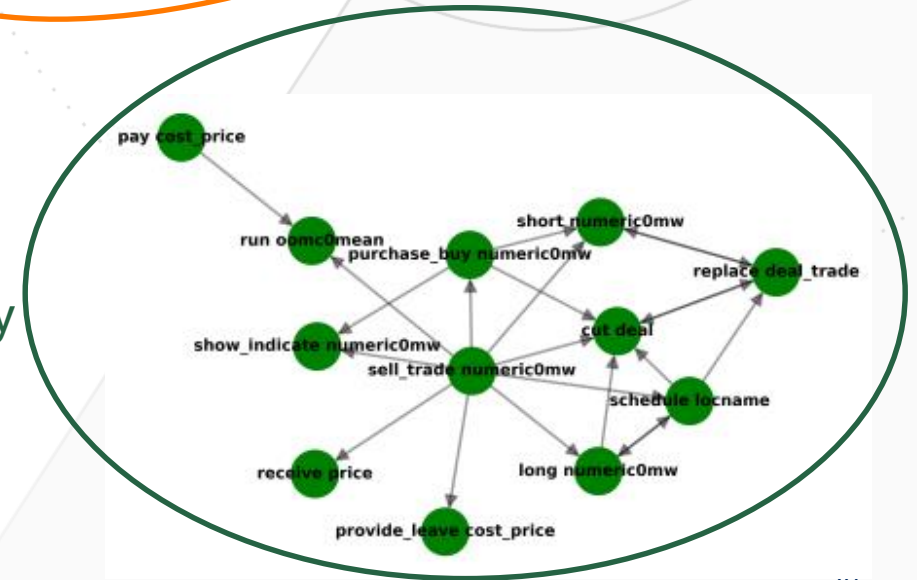 pay cost_price
short numeric0mw
run oomc0mean
purchase_buy numeric0mw
replace deal_trade
y
cut deal
show_indicate numeric0mw
sell_trade numeric0mw
schedule locname
receive price
long numeric0mw
provide_leave cost_price